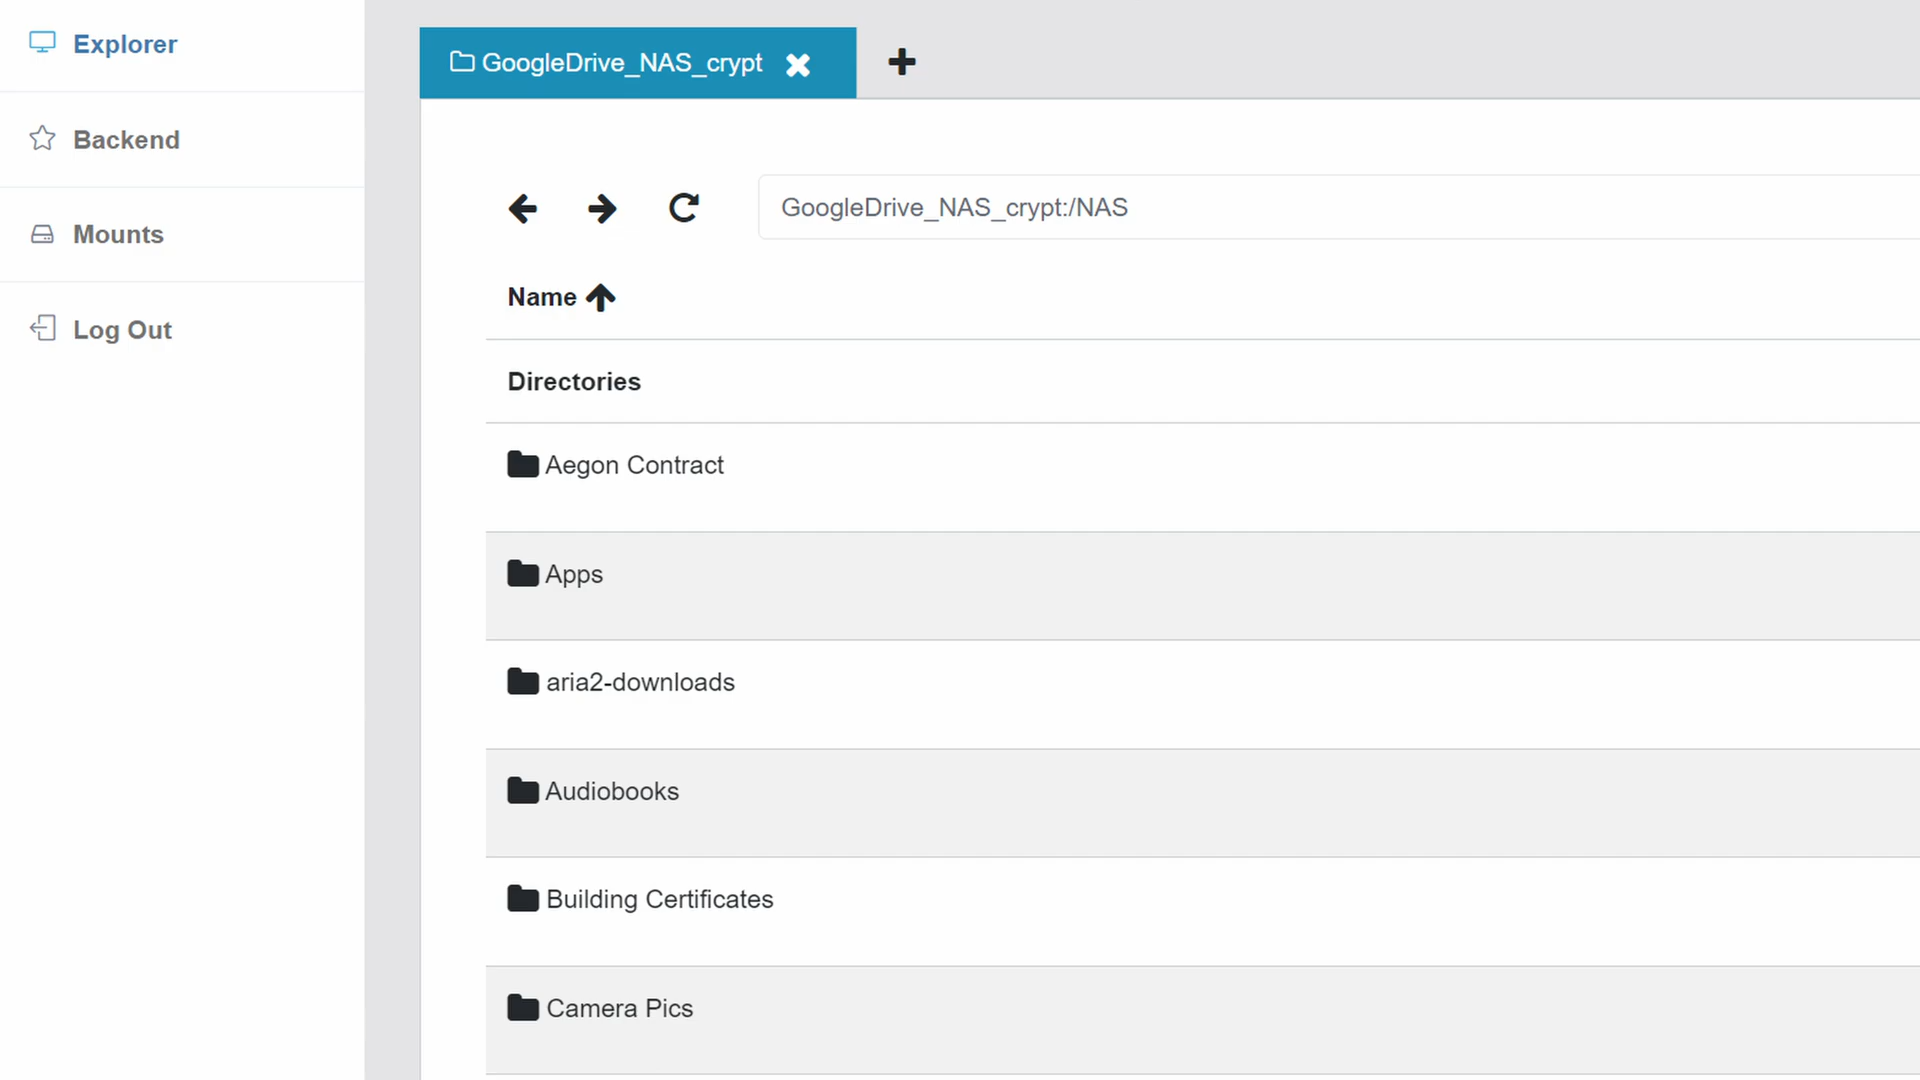 Explorer
Backend
Mounts
Log Out
GoogleDrive_NAS_crypt
GoogleDrive_NAS_crypt:/NAS
Name
Directories
Aegon Contract
Apps
aria2-downloads
Audiobooks
Building Certificates
Camera Pics